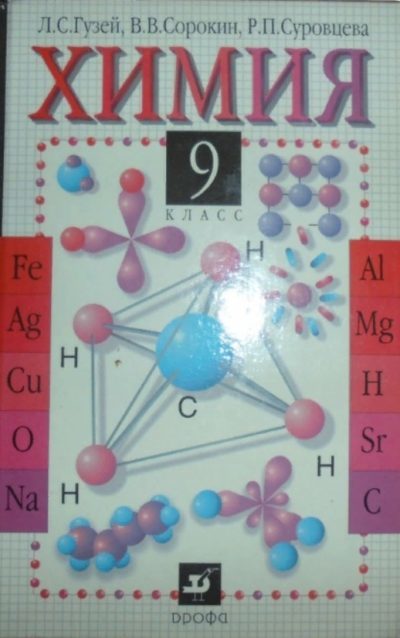 Л.С.Гузей, В.В.Сорокин, Р.П.Суровцева
ХИМИЯ
9
КЛАСС
H
Fe
Al
Ag
Mg
H
Cu
H
C
O
Sr
H
H
Na
C
дрофа